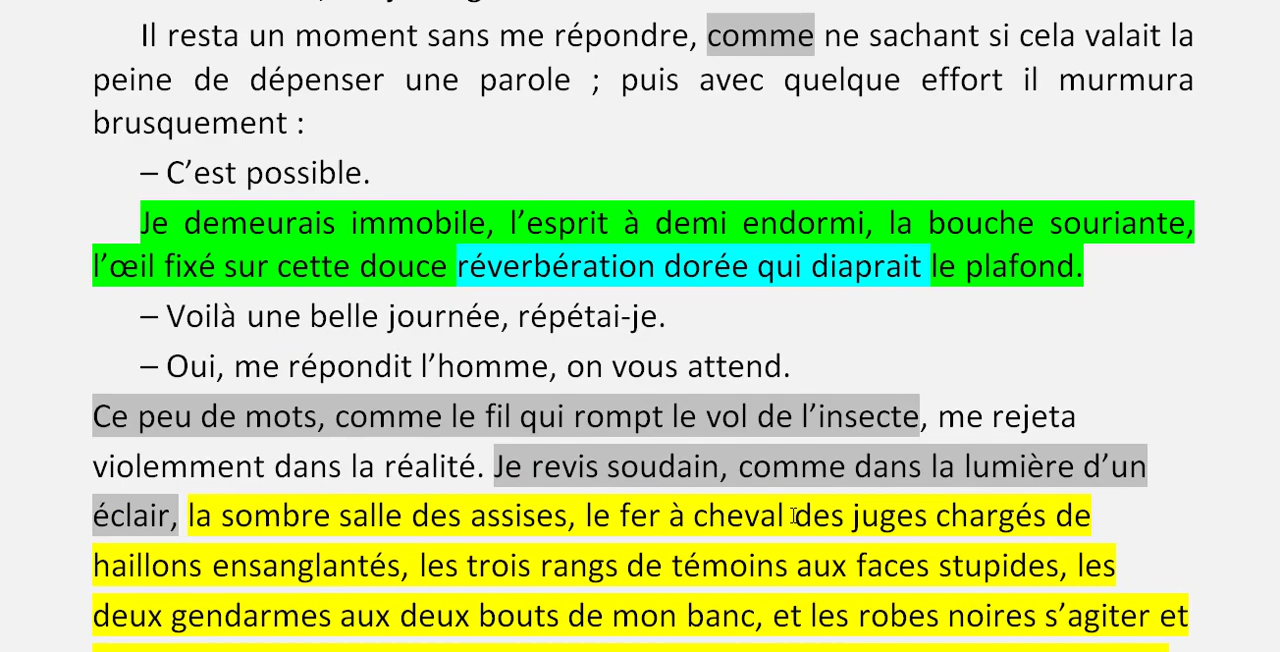 Il resta un moment sans me répondre, comme ne sachant si cela valait la
peine de dépenser une parole ; puis avec quelque effort il murmura
brusquement :
– C’est possible.
Je demeurais immobile, l’esprit à demi endormi, la bouche souriante,
l’œil fixé sur cette douce réverbération dorée qui diaprait le plafond.
– Voilà une belle journée, répétai-je.
– Oui, me répondit l’homme, on vous attend.
Ce peu de mots, comme le fil qui rompt le vol de l’insecte, me rejeta
violemment dans la réalité. Je revis soudain, comme dans la lumière d’un
éclair, la sombre salle des assises, le fer à cheval des juges chargés de
haillons ensanglantés, les trois rangs de témoins aux faces stupides, les
deux gendarmes aux deux bouts de mon banc, et les robes noires s’agiter et